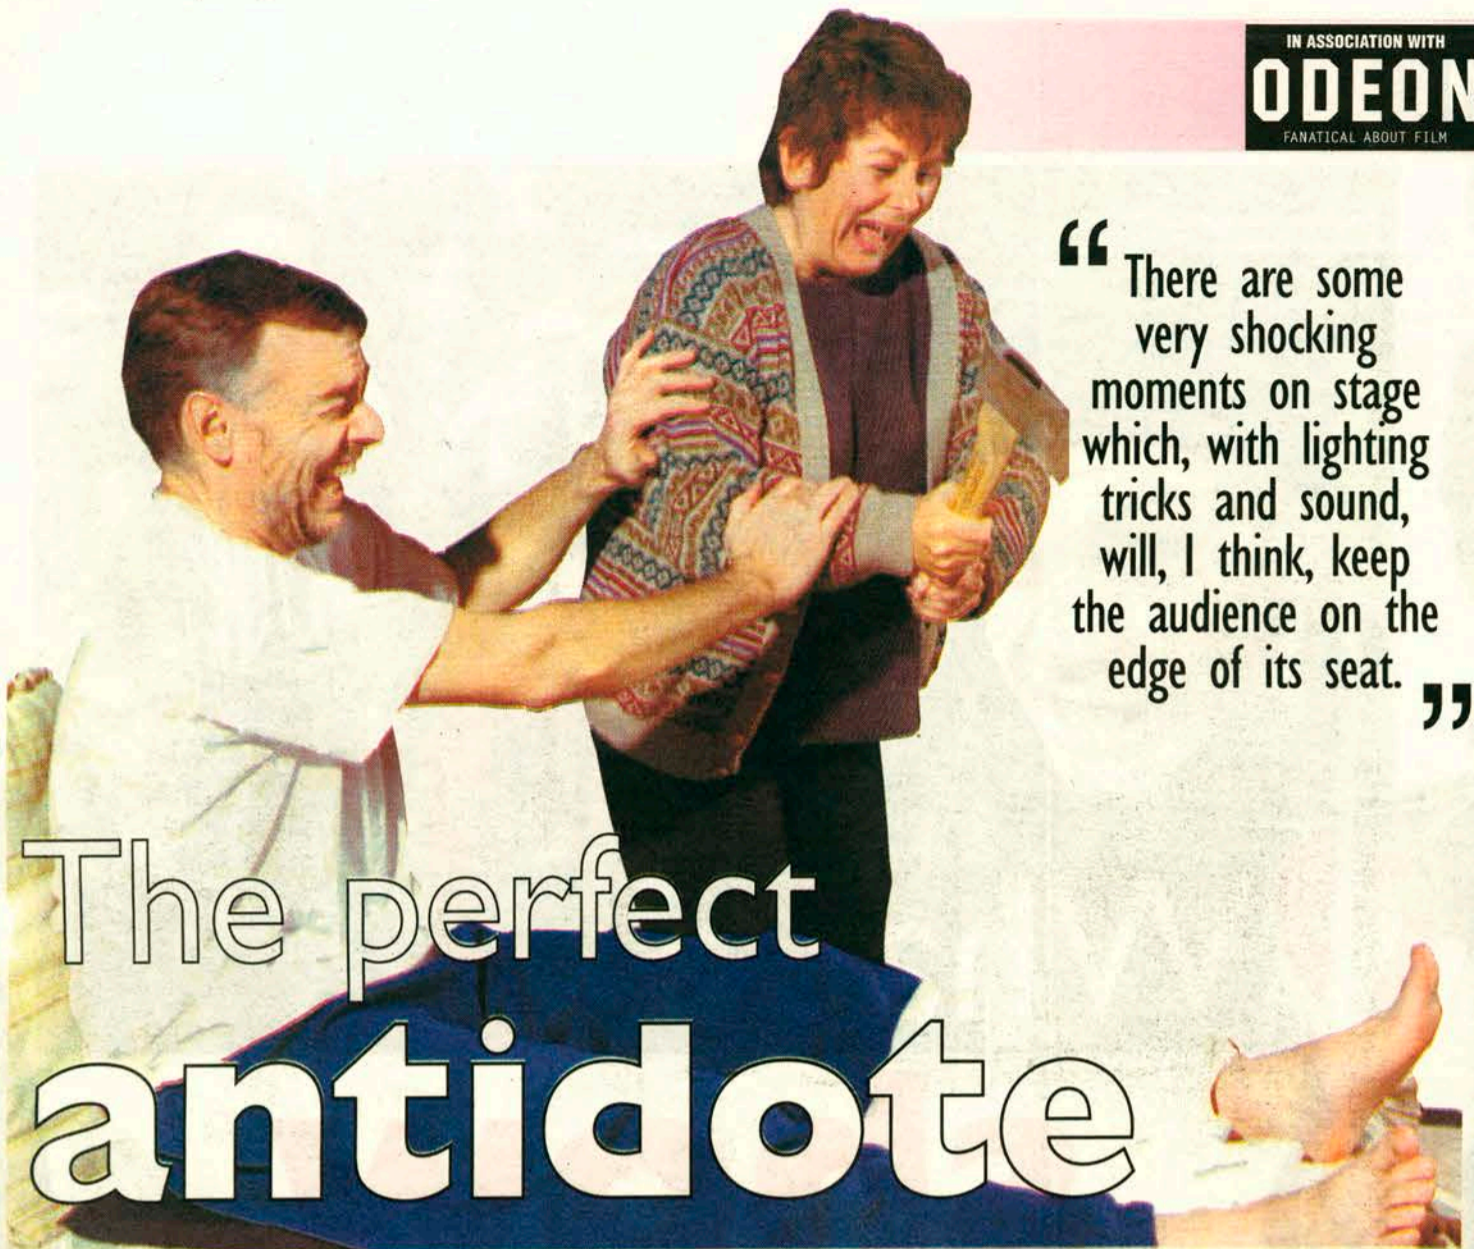 IN ASSOCIATION WITH
ODEON
FANATICAL ABOUT FILM
“There are some
very shocking
moments on stage
which, with lighting
tricks and sound,
will, I think, keep
the audience on the
edge of its seat.”
The perfect
antidote